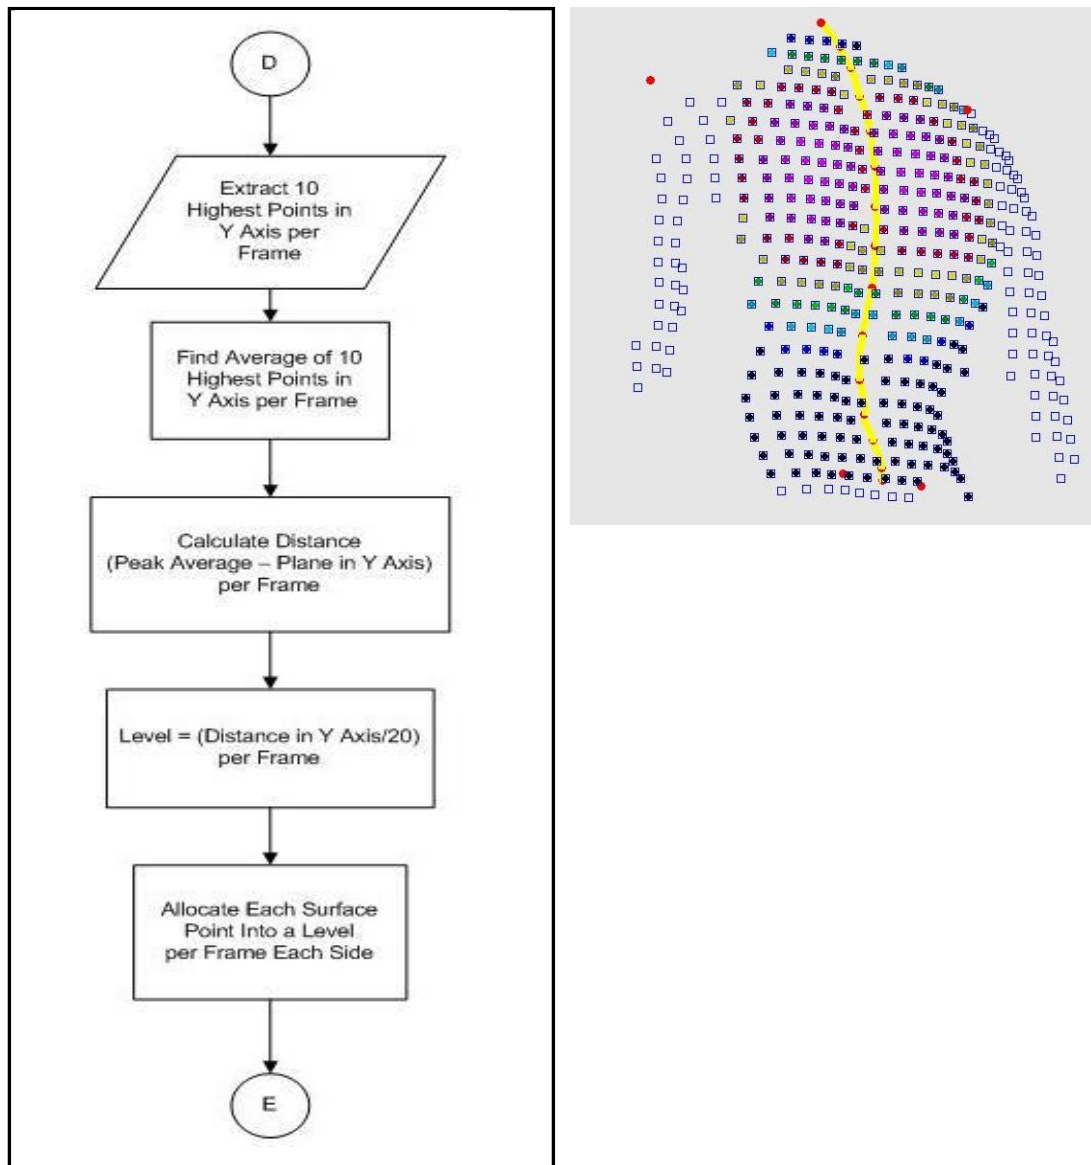 D
Extract 10
Highest Points in
Y Axis per
Frame
Find Average of 10
Highest Points in
Y Axis per Frame
Calculate Distance
(Peak Average – Plane in Y Axis)
per Frame
Level = (Distance in Y Axis/20)
per Frame
Allocate Each Surface
Point Into a Level
per Frame Each Side
E